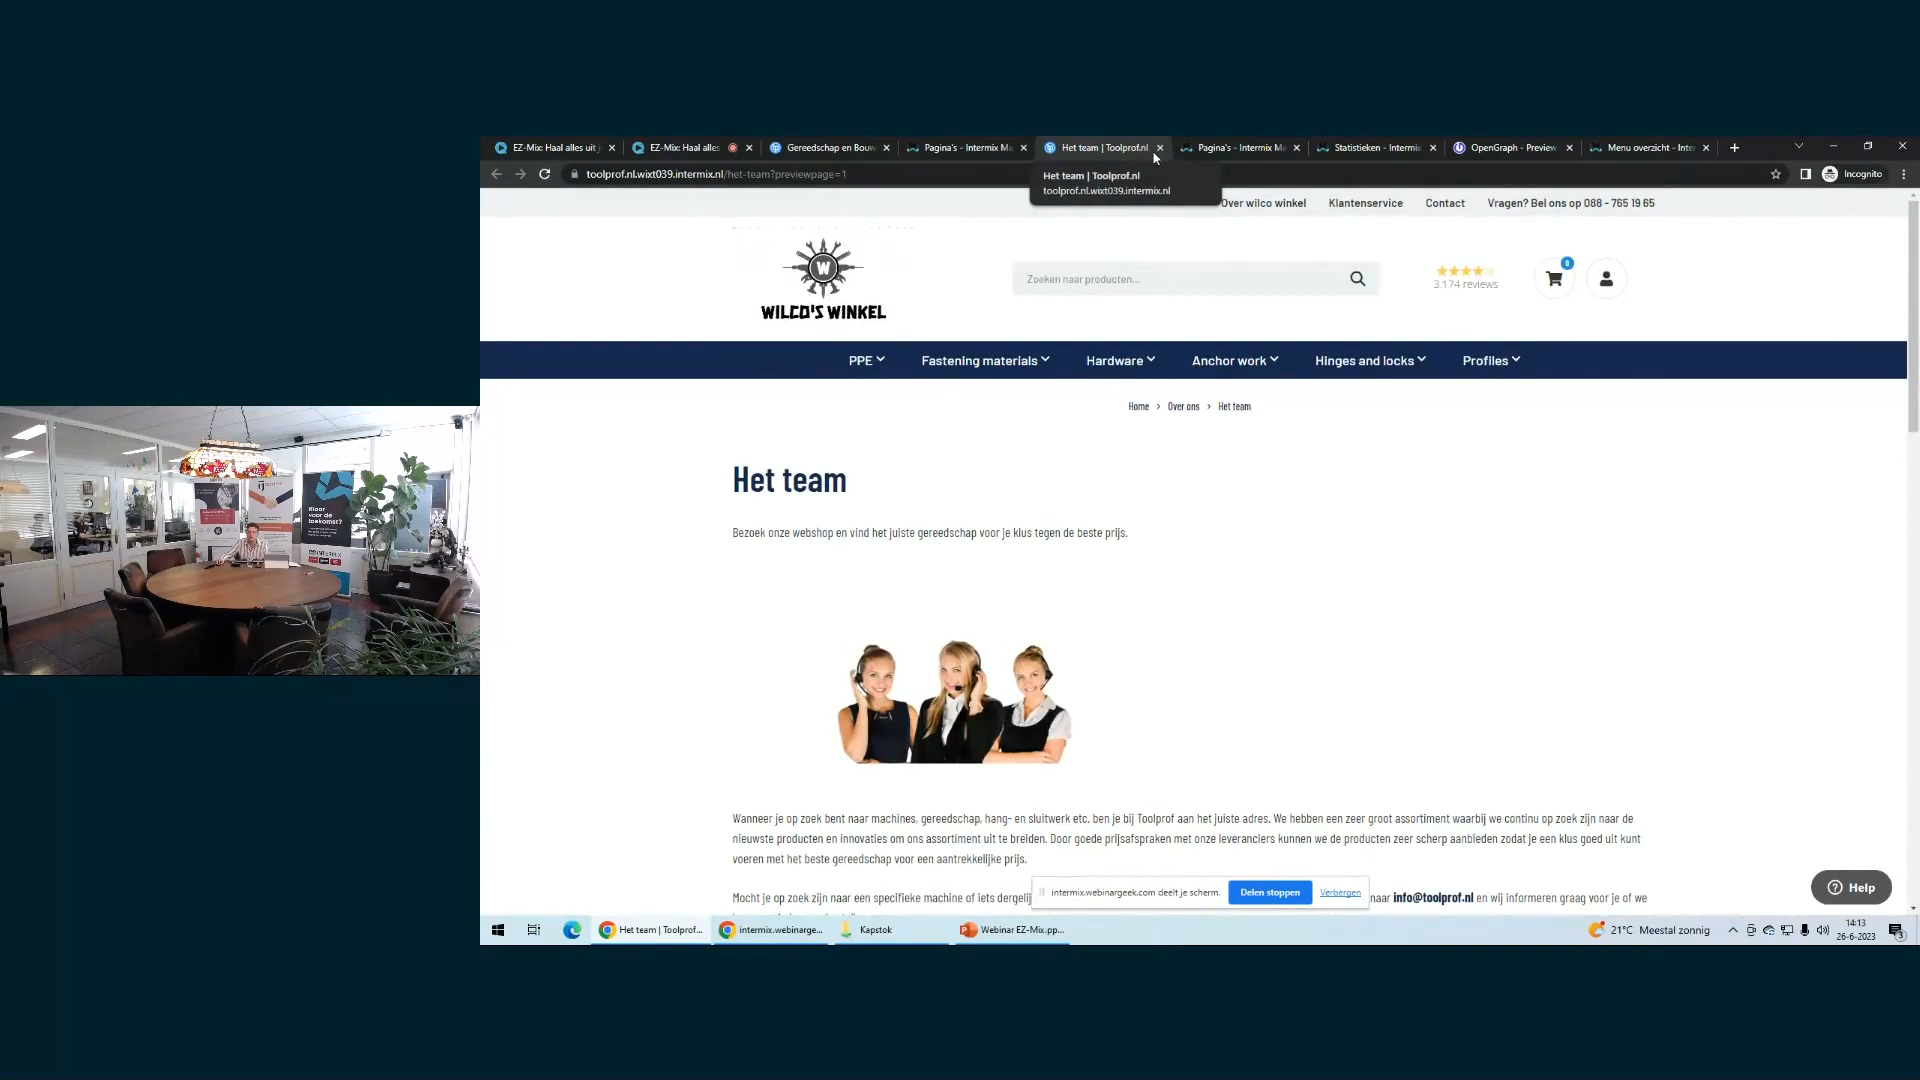 EZ-Mix: Haal alles uit j
EZ-Mix: Haal alles
Gereedschap en Bouw
Pagina's - Intermix Ma
Het team | Toolprof.nl
Pagina's - Intermix Ma
Statistieken - Intermix
OpenGraph - Preview
Menu overzicht - Inter
toolprof.nl.wixt039.intermix.nl/het-team?previewpage=1
Incognito
Het team | Toolprof.nl
toolprof.nl.wixt039.intermix.nl
Over wilco winkel
Klantenservice
Contact
Vragen? Bel ons op 088 - 765 19 65
W
WILCO'S WINKEL
Zoeken naar producten...
3.174 reviews
0
PPE
Fastening materials
Hardware
Anchor work
Hinges and locks
Profiles
Home > Over ons > Het team
Het team
Bezoek onze webshop en vind het juiste gereedschap voor je klus tegen de beste prijs.
Klaar
voor de
toekomst?
INTERMIX
Wanneer je op zoek bent naar machines, gereedschap, hang- en sluitwerk etc. ben je bij Toolprof aan het juiste adres. We hebben een zeer groot assortiment waarbij we continu op zoek zijn naar de
nieuwste producten en innovaties om ons assortiment uit te breiden. Door goede prijsafspraken met onze leveranciers kunnen we de producten zeer scherp aanbieden zodat je een klus goed uit kunt
voeren met het beste gereedschap voor een aantrekkelijke prijs.
Mocht je op zoek zijn naar een specifieke machine of iets dergelij
naar info@toolprof.nl en wij informeren graag voor je of we
intermix.webinargeek.com deelt je scherm.
Delen stoppen
Verbergen
Help
Het team | Toolprof...
intermix.webinarge...
Kapstok
Webinar EZ-Mix.pp...
21°C Meestal zonnig
14:13
26-6-2023
3